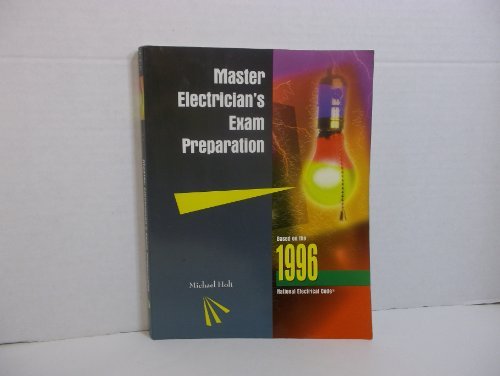 Master
Electrician's
Exam
Preparation
Based on the
1996
National Electrical Code®
Michael Holt